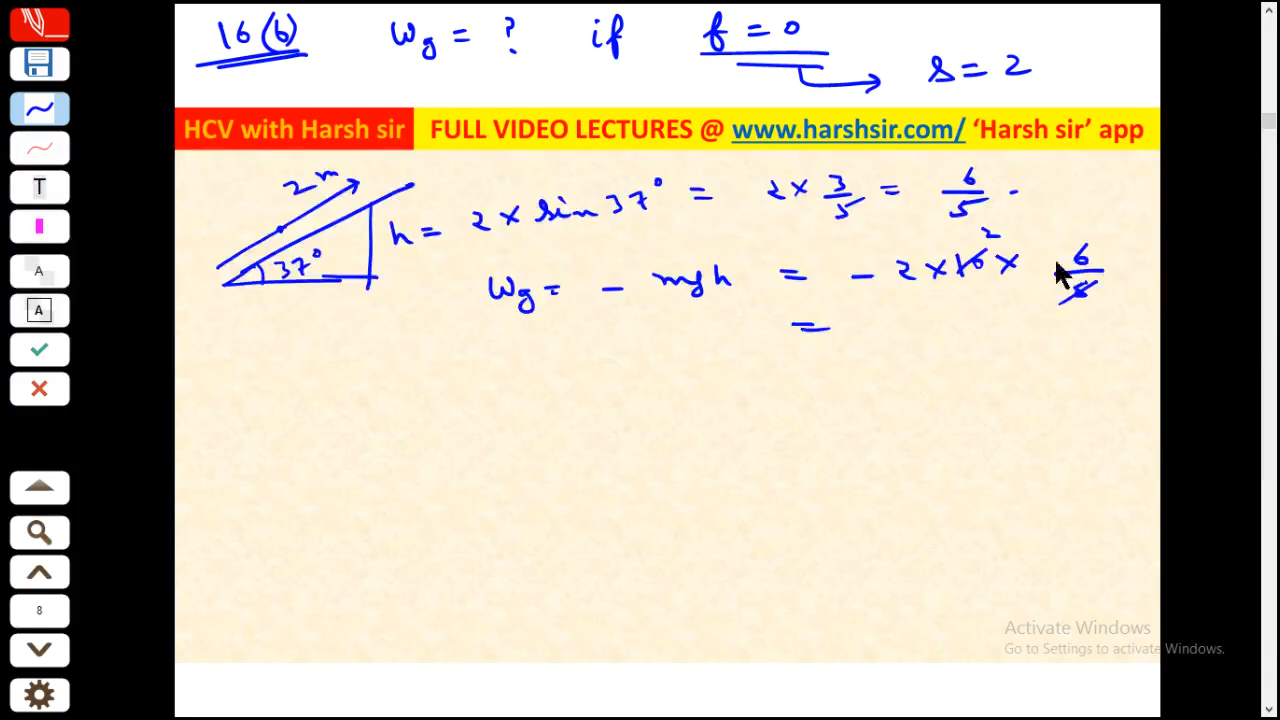 16(b) Wg = ? if f = 0
s = 2
HCV with Harsh sir FULL VIDEO LECTURES @ www.harshsir.com/ ‘Harsh sir’ app
2m
37°
h = 2 × sin 37° = 2 × 3/5 = 6/5
Wg = - mgh = - 2 × 10 2 × 6/5
=
T
A
A
8
Activate Windows
Go to Settings to activate Windows.